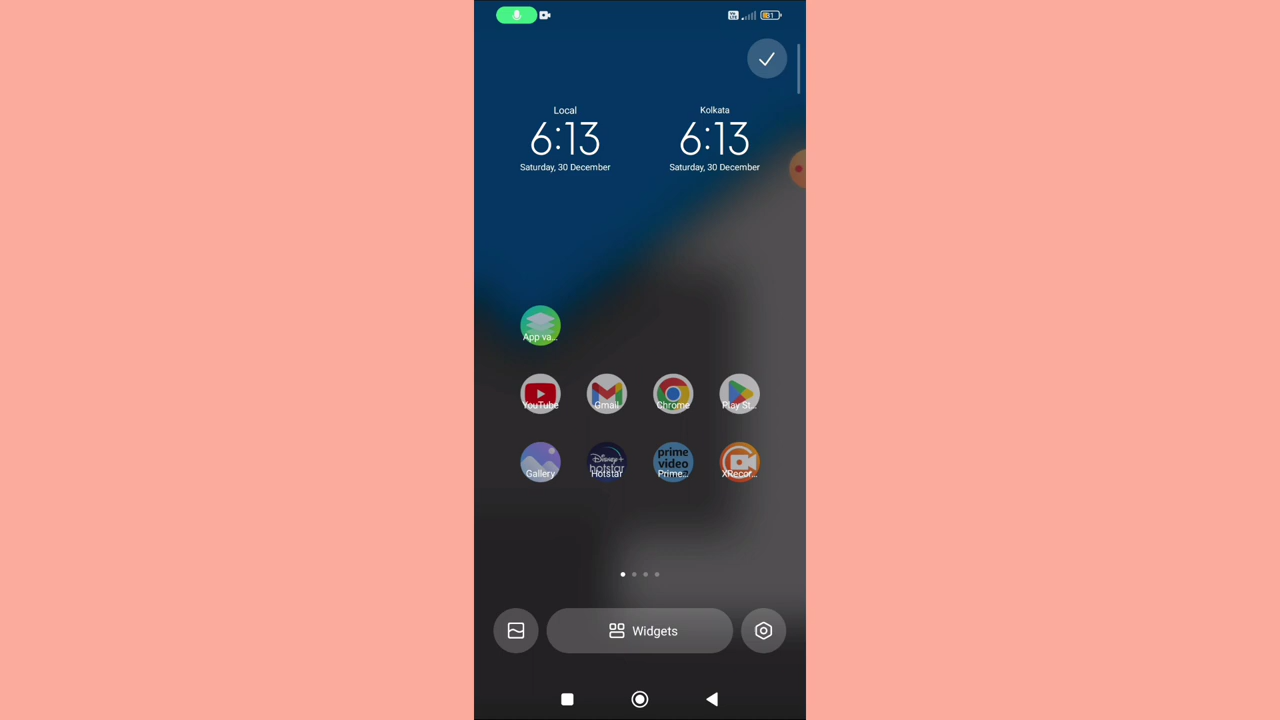 Local
Kolkata
6:13
6:13
Saturday, 30 December
Saturday, 30 December
App va...
YouTube
Gmail
Chrome
Play St...
Disney+
hotstar
prime
video
Gallery
Hotstar
Prime...
XRecor...
Widgets